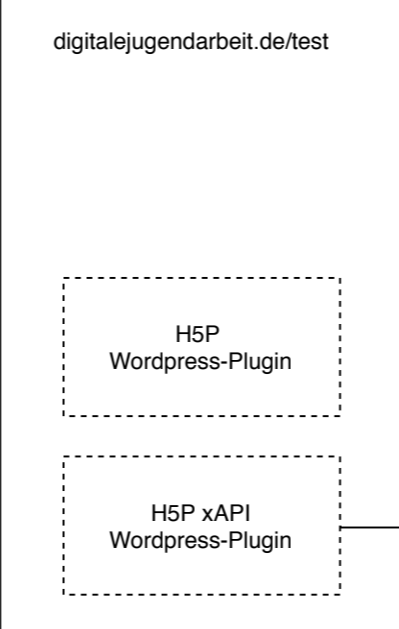 digitalejugendarbeit.de/test
H5P
Wordpress-Plugin
H5P xAPI
Wordpress-Plugin